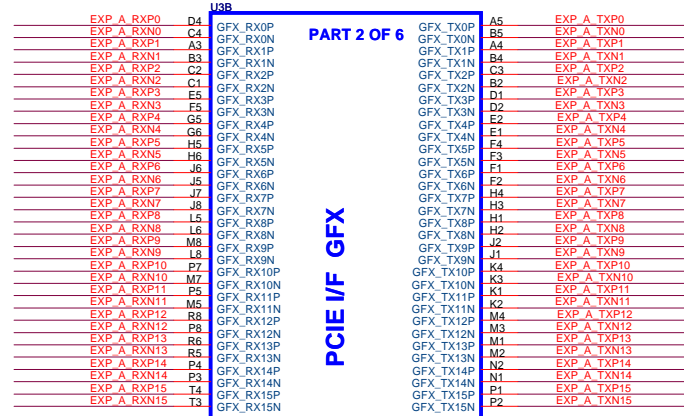 U3B
PART 2 OF 6
EXP_A_RXP0 D4 GFX_RX0P GFX_TX0P A5 EXP_A_TXP0
EXP_A_RXN0 C4 GFX_RX0N GFX_TX0N B5 EXP_A_TXN0
EXP_A_RXP1 A3 GFX_RX1P GFX_TX1P A4 EXP_A_TXP1
EXP_A_RXN1 B3 GFX_RX1N GFX_TX1N B4 EXP_A_TXN1
EXP_A_RXP2 C2 GFX_RX2P GFX_TX2P C3 EXP_A_TXP2
EXP_A_RXN2 C1 GFX_RX2N GFX_TX2N B2 EXP_A_TXN2
EXP_A_RXP3 E5 GFX_RX3P GFX_TX3P D1 EXP_A_TXP3
EXP_A_RXN3 F5 GFX_RX3N GFX_TX3N D2 EXP_A_TXN3
EXP_A_RXP4 G5 GFX_RX4P GFX_TX4P E2 EXP_A_TXP4
EXP_A_RXN4 G6 GFX_RX4N GFX_TX4N E1 EXP_A_TXN4
EXP_A_RXP5 H5 GFX_RX5P GFX_TX5P F4 EXP_A_TXP5
EXP_A_RXN5 H6 GFX_RX5N GFX_TX5N F3 EXP_A_TXN5
EXP_A_RXP6 J6 GFX_RX6P GFX_TX6P F1 EXP_A_TXP6
EXP_A_RXN6 J5 GFX_RX6N GFX_TX6N F2 EXP_A_TXN6
EXP_A_RXP7 J7 GFX_RX7P GFX_TX7P H4 EXP_A_TXP7
EXP_A_RXN7 J8 GFX_RX7N GFX_TX7N H3 EXP_A_TXN7
EXP_A_RXP8 L5 GFX_RX8P GFX_TX8P H1 EXP_A_TXP8
EXP_A_RXN8 L6 GFX_RX8N GFX_TX8N H2 EXP_A_TXN8
EXP_A_RXP9 M8 GFX_RX9P GFX_TX9P J2 EXP_A_TXP9
EXP_A_RXN9 L8 GFX_RX9N GFX_TX9N J1 EXP_A_TXN9
EXP_A_RXP10 P7 GFX_RX10P GFX_TX10P K4 EXP_A_TXP10
EXP_A_RXN10 M7 GFX_RX10N GFX_TX10N K3 EXP_A_TXN10
EXP_A_RXP11 P5 GFX_RX11P GFX_TX11P K1 EXP_A_TXP11
EXP_A_RXN11 M5 GFX_RX11N GFX_TX11N K2 EXP_A_TXN11
EXP_A_RXP12 R8 GFX_RX12P GFX_TX12P M4 EXP_A_TXP12
EXP_A_RXN12 P8 GFX_RX12N GFX_TX12N M3 EXP_A_TXN12
EXP_A_RXP13 R6 GFX_RX13P GFX_TX13P M1 EXP_A_TXP13
EXP_A_RXN13 R5 GFX_RX13N GFX_TX13N M2 EXP_A_TXN13
EXP_A_RXP14 P4 GFX_RX14P GFX_TX14P N2 EXP_A_TXP14
EXP_A_RXN14 P3 GFX_RX14N GFX_TX14N N1 EXP_A_TXN14
EXP_A_RXP15 T4 GFX_RX15P GFX_TX15P P1 EXP_A_TXP15
EXP_A_RXN15 T3 GFX_RX15N GFX_TX15N P2 EXP_A_TXN15
PCIE I/F GFX